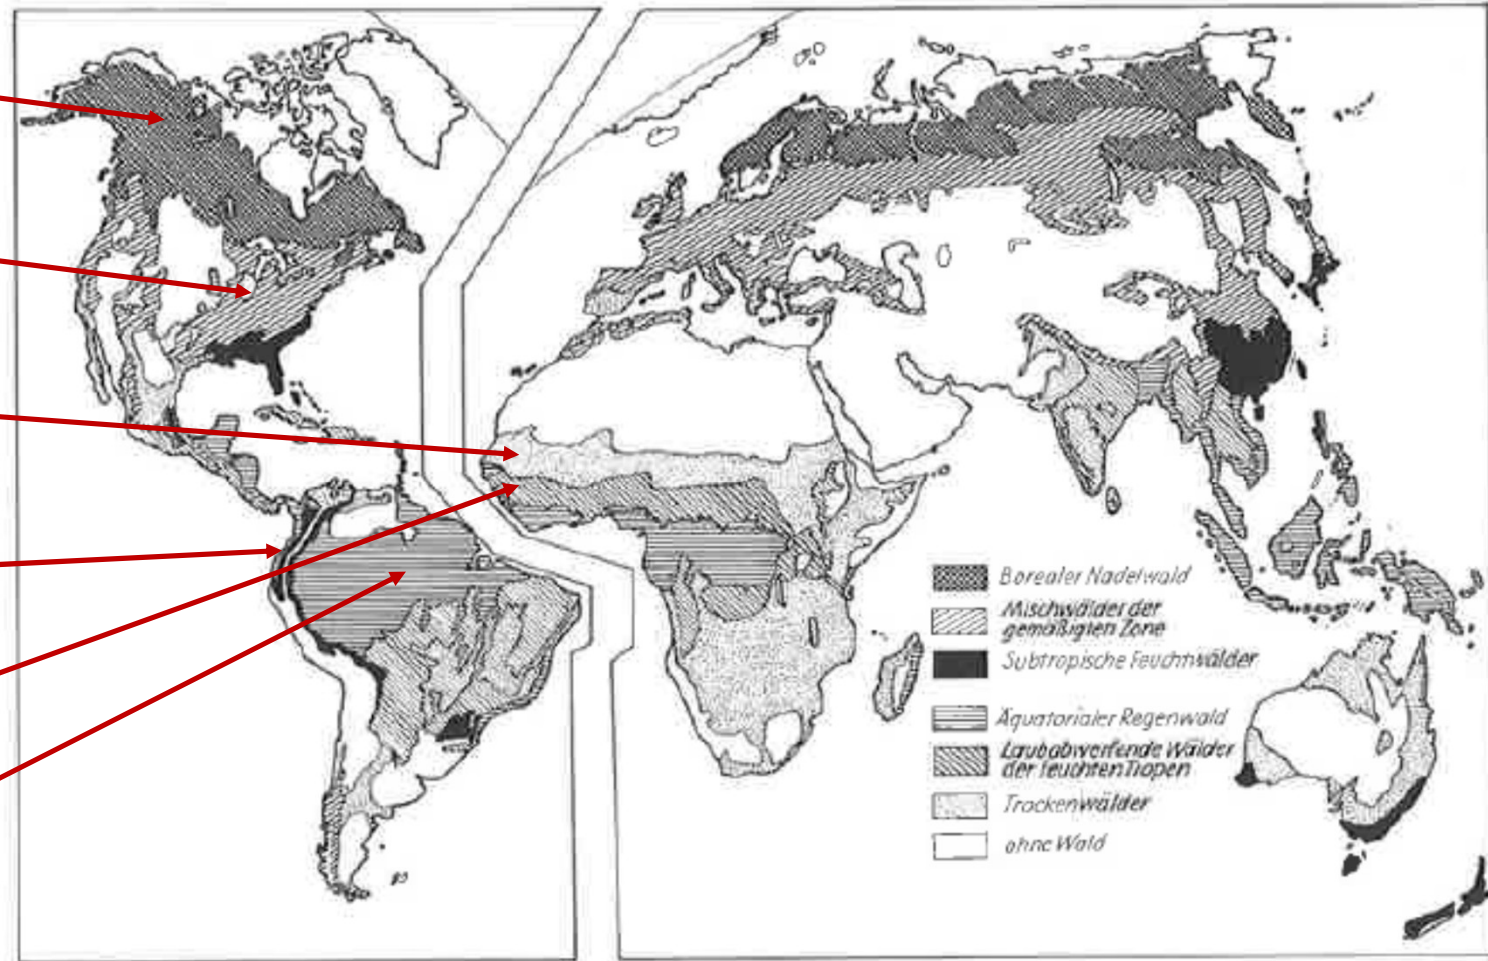 Borealer Nadelwald
Mischwälder der
gemäßigten Zone
Subtropische Feuchtwälder
Äquatorialer Regenwald
Laubabwerfende Wälder
der feuchten Tropen
Trockenwälder
ohne Wald